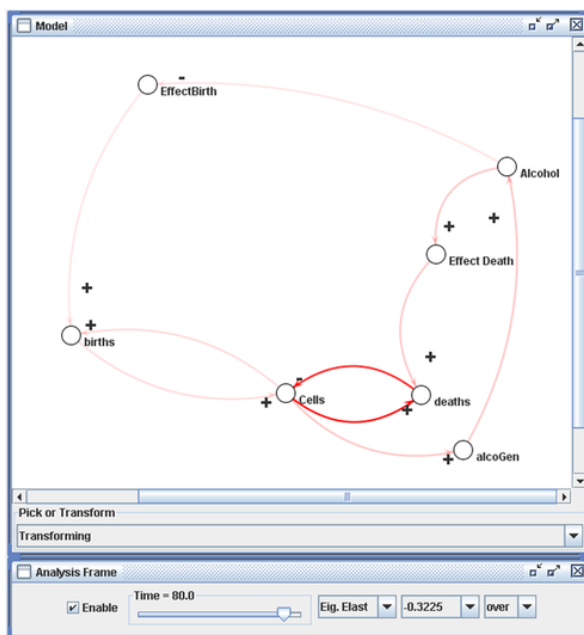 Model
-
EffectBirth
Alcohol
+
+
Effect Death
+
+
births
+
-
Cells
+
deaths
+
+
alcoGen
Pick or Transform
Transforming
Analysis Frame
Enable
Time = 80.0
Eig. Elast
-0.3225
over